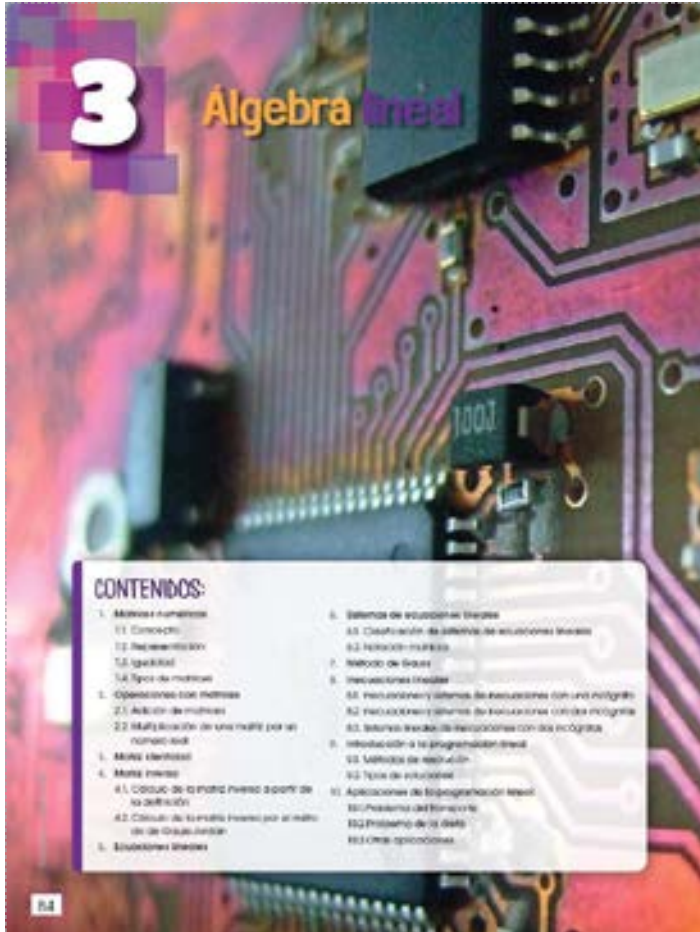 3
Álgebra lineal
100J
CONTENIDOS:
1. Matrices numéricas
1.1. Concepto
1.2. Representación
1.3. Igualdad
1.4. Tipos de matrices
2. Operaciones con matrices
2.1. Adición de matrices
2.2. Multiplicación de una matriz por un
número real
3. Matriz identidad
4. Matriz inversa
4.1. Cálculo de la matriz inversa a partir de
la definición
4.2. Cálculo de la matriz inversa por el méto-
do de Gauss-Jordan
5. Ecuaciones lineales
6. Sistemas de ecuaciones lineales
6.1. Clasificación de sistemas de ecuaciones lineales
6.2. Notación matricial
7. Método de Gauss
8. Inecuaciones lineales
8.1. Inecuaciones y sistemas de inecuaciones con una incógnita
8.2. Inecuaciones y sistemas de inecuaciones con dos incógnitas
8.3. Sistemas lineales de inecuaciones con dos incógnitas
9. Introducción a la programación lineal
9.1. Métodos de resolución
9.2. Tipos de soluciones
10. Aplicaciones de la programación lineal
10.1. Problema del transporte
10.2. Problema de la dieta
10.3. Otras aplicaciones
84